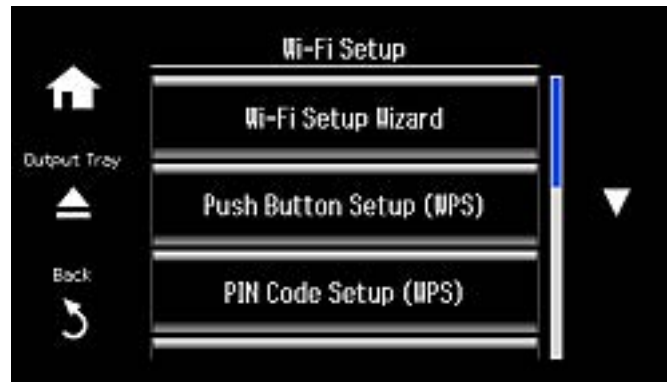 Wi-Fi Setup
Wi-Fi Setup Wizard
Output Tray
Push Button Setup (WPS)
Back
PIN Code Setup (WPS)